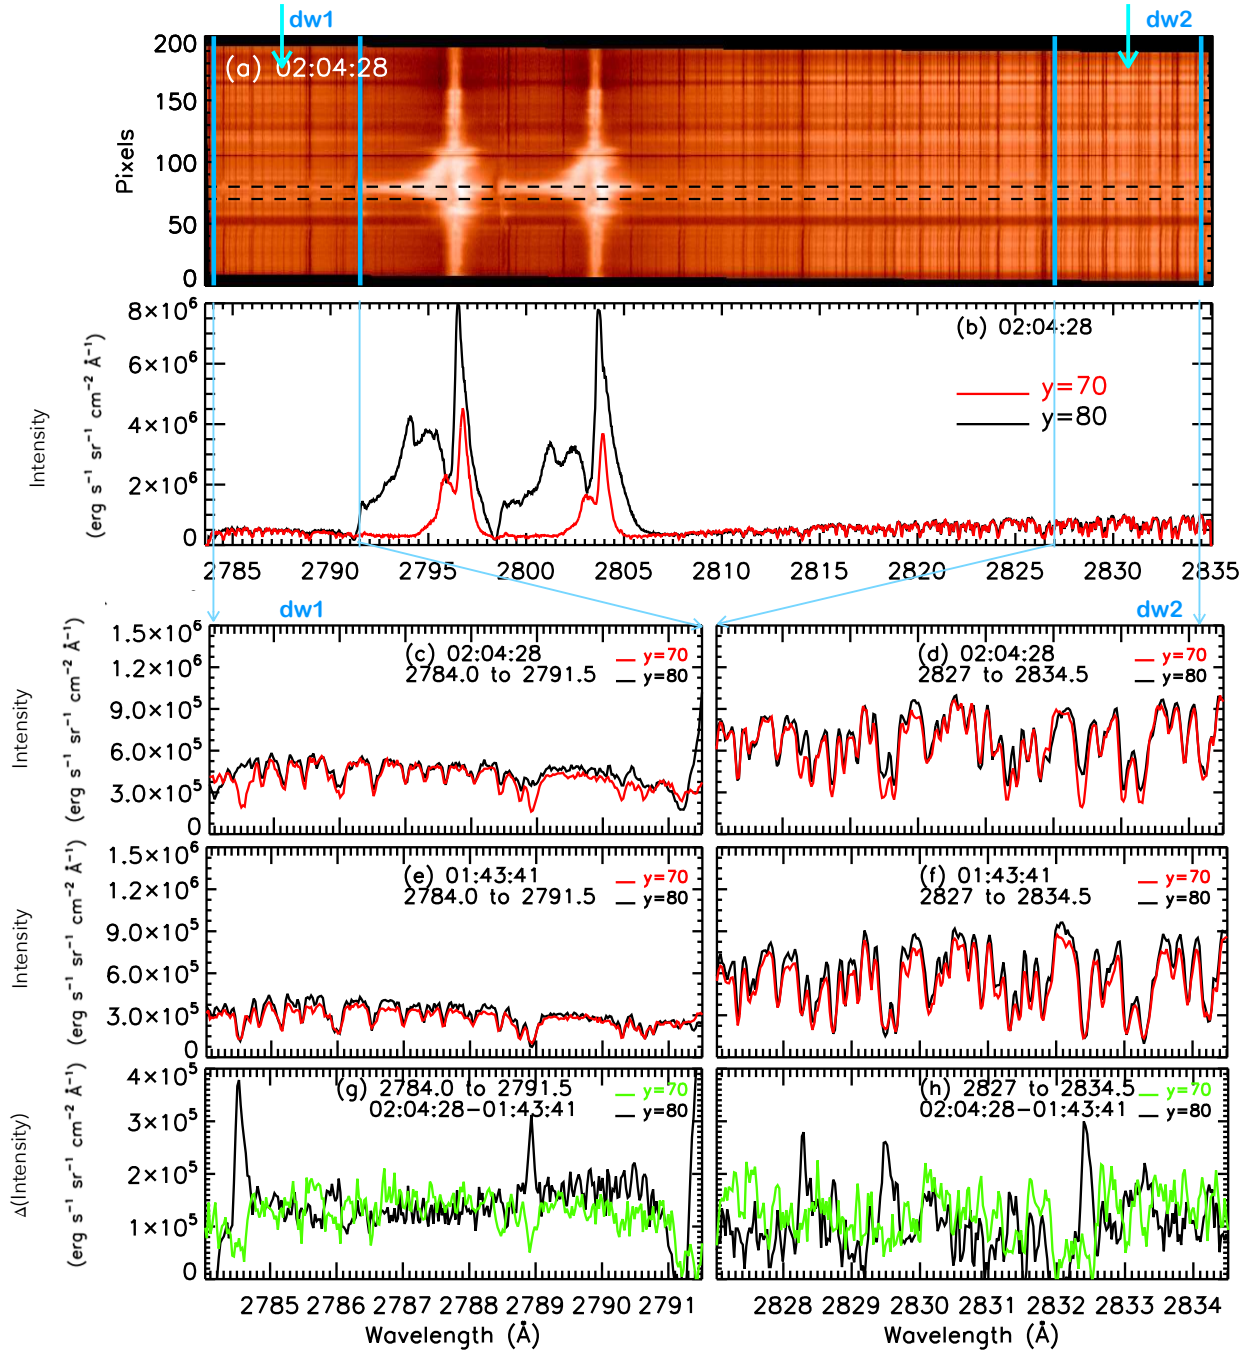 dw1 dw2
200
(a) 02:04:28
150
100
50
0
Pixels
8×10⁶
6×10⁶
4×10⁶
2×10⁶
0
Intensity
(erg s⁻¹ sr⁻¹ cm⁻² Å⁻¹)
(b) 02:04:28
y=70
y=80
2785 2790 2795 2800 2805 2810 2815 2820 2825 2830 2835
dw1 dw2
1.5×10⁶
1.2×10⁶
9.0×10⁵
6.0×10⁵
3.0×10⁵
0
Intensity
(erg s⁻¹ sr⁻¹ cm⁻² Å⁻¹)
(c) 02:04:28
2784.0 to 2791.5
y=70
y=80
(d) 02:04:28
2827 to 2834.5
y=70
y=80
1.5×10⁶
1.2×10⁶
9.0×10⁵
6.0×10⁵
3.0×10⁵
0
Intensity
(erg s⁻¹ sr⁻¹ cm⁻² Å⁻¹)
(e) 01:43:41
2784.0 to 2791.5
y=70
y=80
(f) 01:43:41
2827 to 2834.5
y=70
y=80
4×10⁵
3×10⁵
2×10⁵
1×10⁵
0
Δ(Intensity)
(erg s⁻¹ sr⁻¹ cm⁻² Å⁻¹)
(g) 2784.0 to 2791.5
02:04:28−01:43:41
y=70
y=80
(h) 2827 to 2834.5
02:04:28−01:43:41
y=70
y=80
2785 2786 2787 2788 2789 2790 2791
Wavelength (Å)
2828 2829 2830 2831 2832 2833 2834
Wavelength (Å)